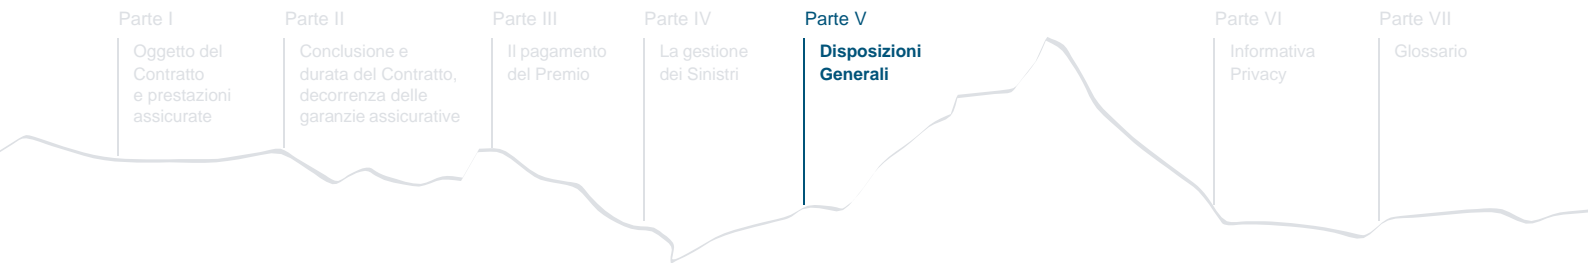 Parte I
Oggetto del
Contratto
e prestazioni
assicurate
Parte II
Conclusione e
durata del Contratto,
decorrenza delle
garanzie assicurative
Parte III
Il pagamento
del Premio
Parte IV
La gestione
dei Sinistri
Parte V
Disposizioni
Generali
Parte VI
Informativa
Privacy
Parte VII
Glossario